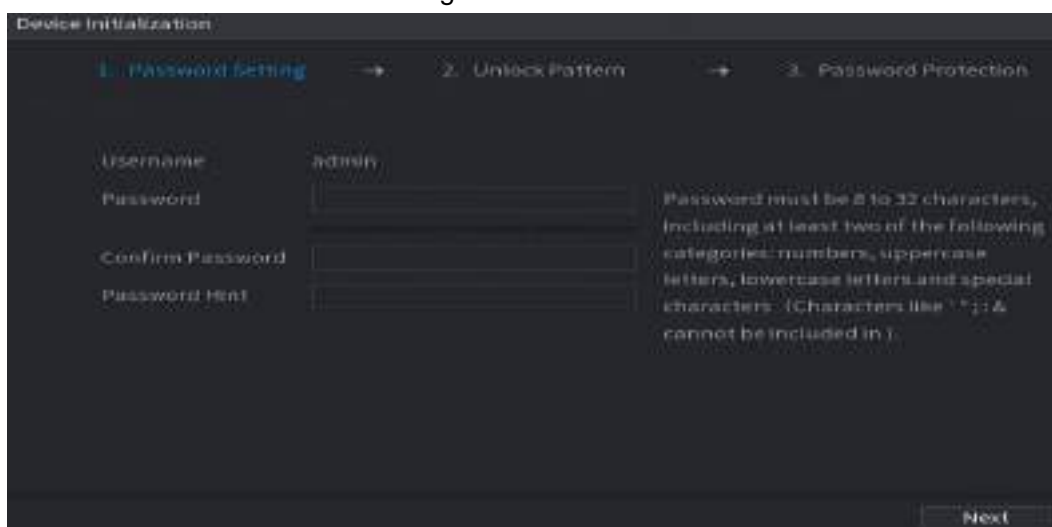 Device Initialization
1. Password Setting → 2. Unlock Pattern → 3. Password Protection
Username admin
Password
Password must be 8 to 32 characters,
including at least two of the following
categories: numbers, uppercase
letters, lowercase letters and special
characters (Characters like ' " ; : &
cannot be included in ).
Confirm Password
Password Hint
Next